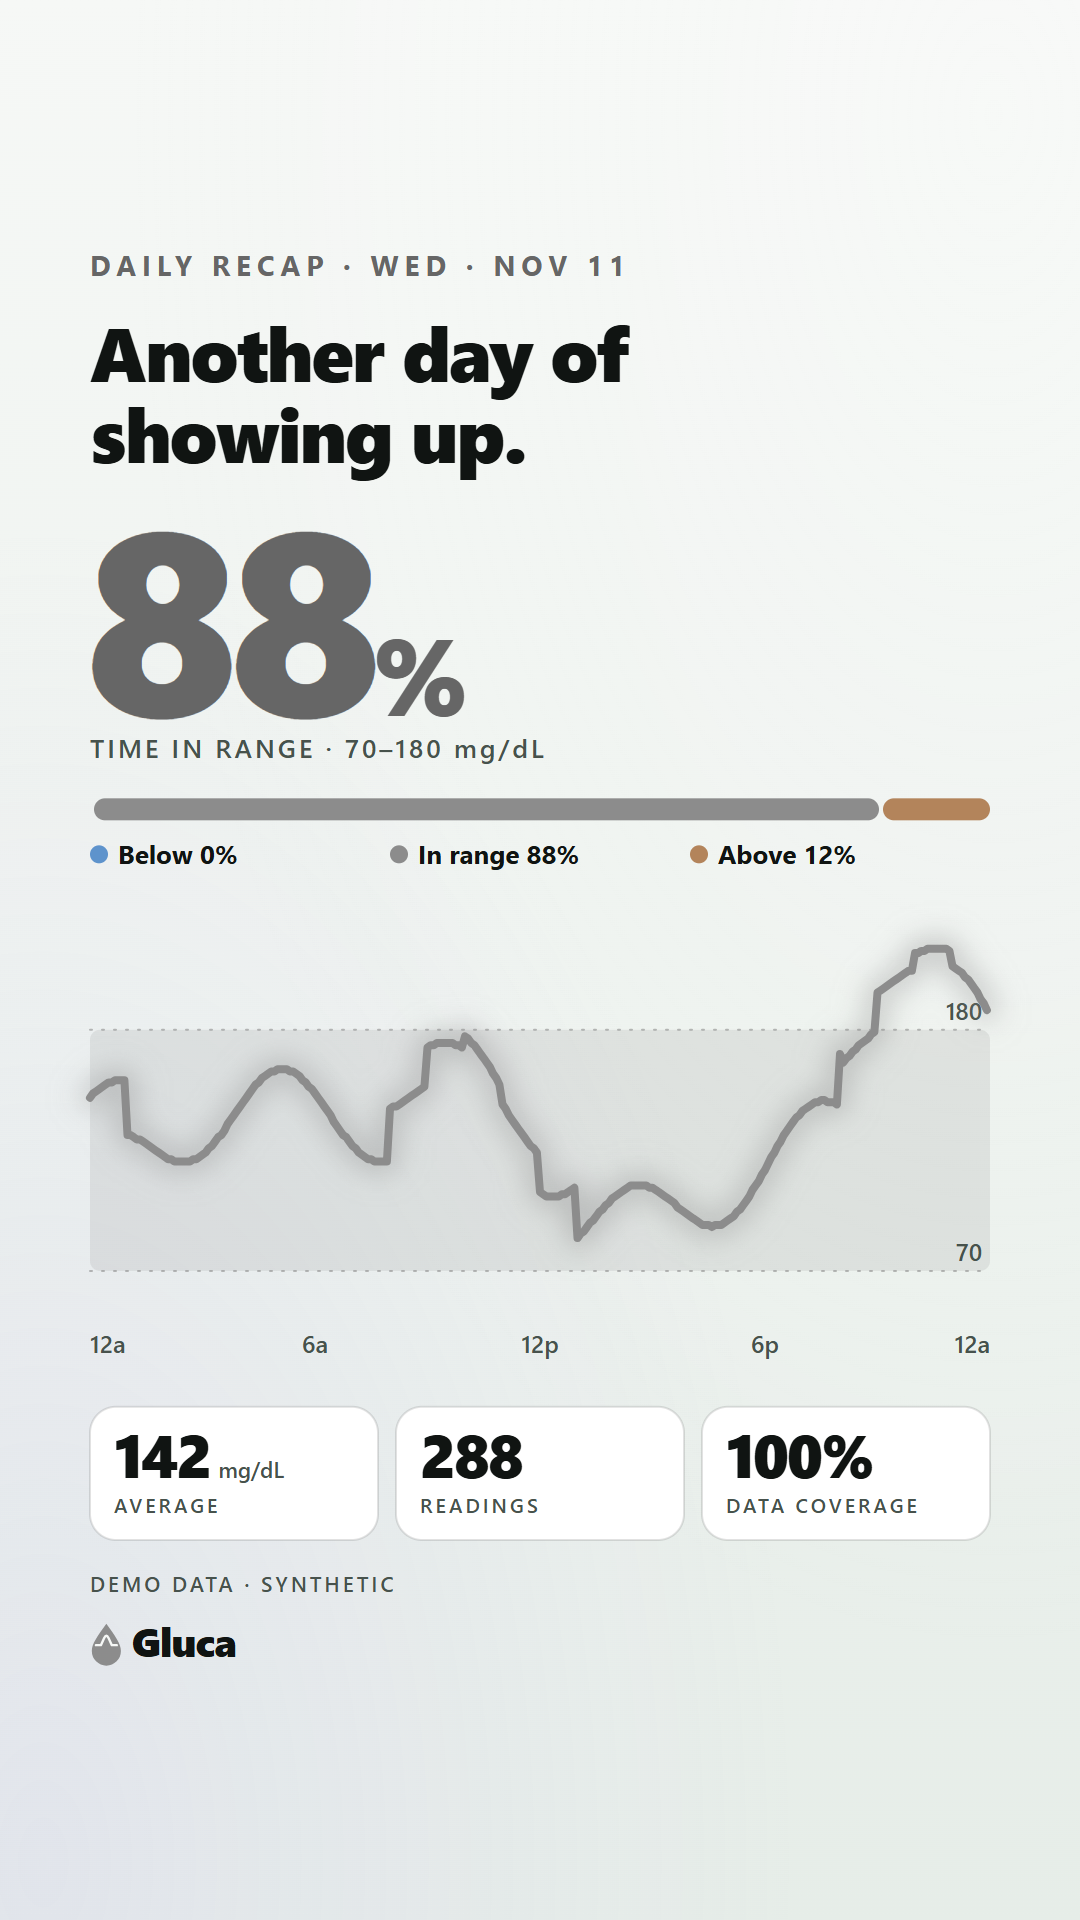 DAILY RECAP · WED · NOV 11
Another day of
showing up.
88%
TIME IN RANGE · 70–180 mg/dL
Below 0%
In range 88%
Above 12%
180
70
12a
6a
12p
6p
12a
142 mg/dL
AVERAGE
288
READINGS
100%
DATA COVERAGE
DEMO DATA · SYNTHETIC
Gluca